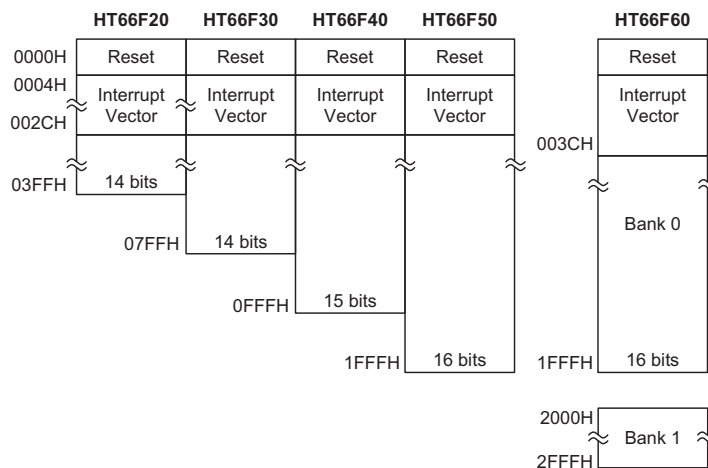 HT66F20 HT66F30 HT66F40 HT66F50 HT66F60
0000H Reset Reset Reset Reset Reset
0004H
Interrupt Vector Interrupt Vector Interrupt Vector Interrupt Vector Interrupt Vector
002CH
003CH
03FFH 14 bits
Bank 0
07FFH 14 bits
0FFFH 15 bits
1FFFH 16 bits 1FFFH 16 bits
2000H
Bank 1
2FFFH